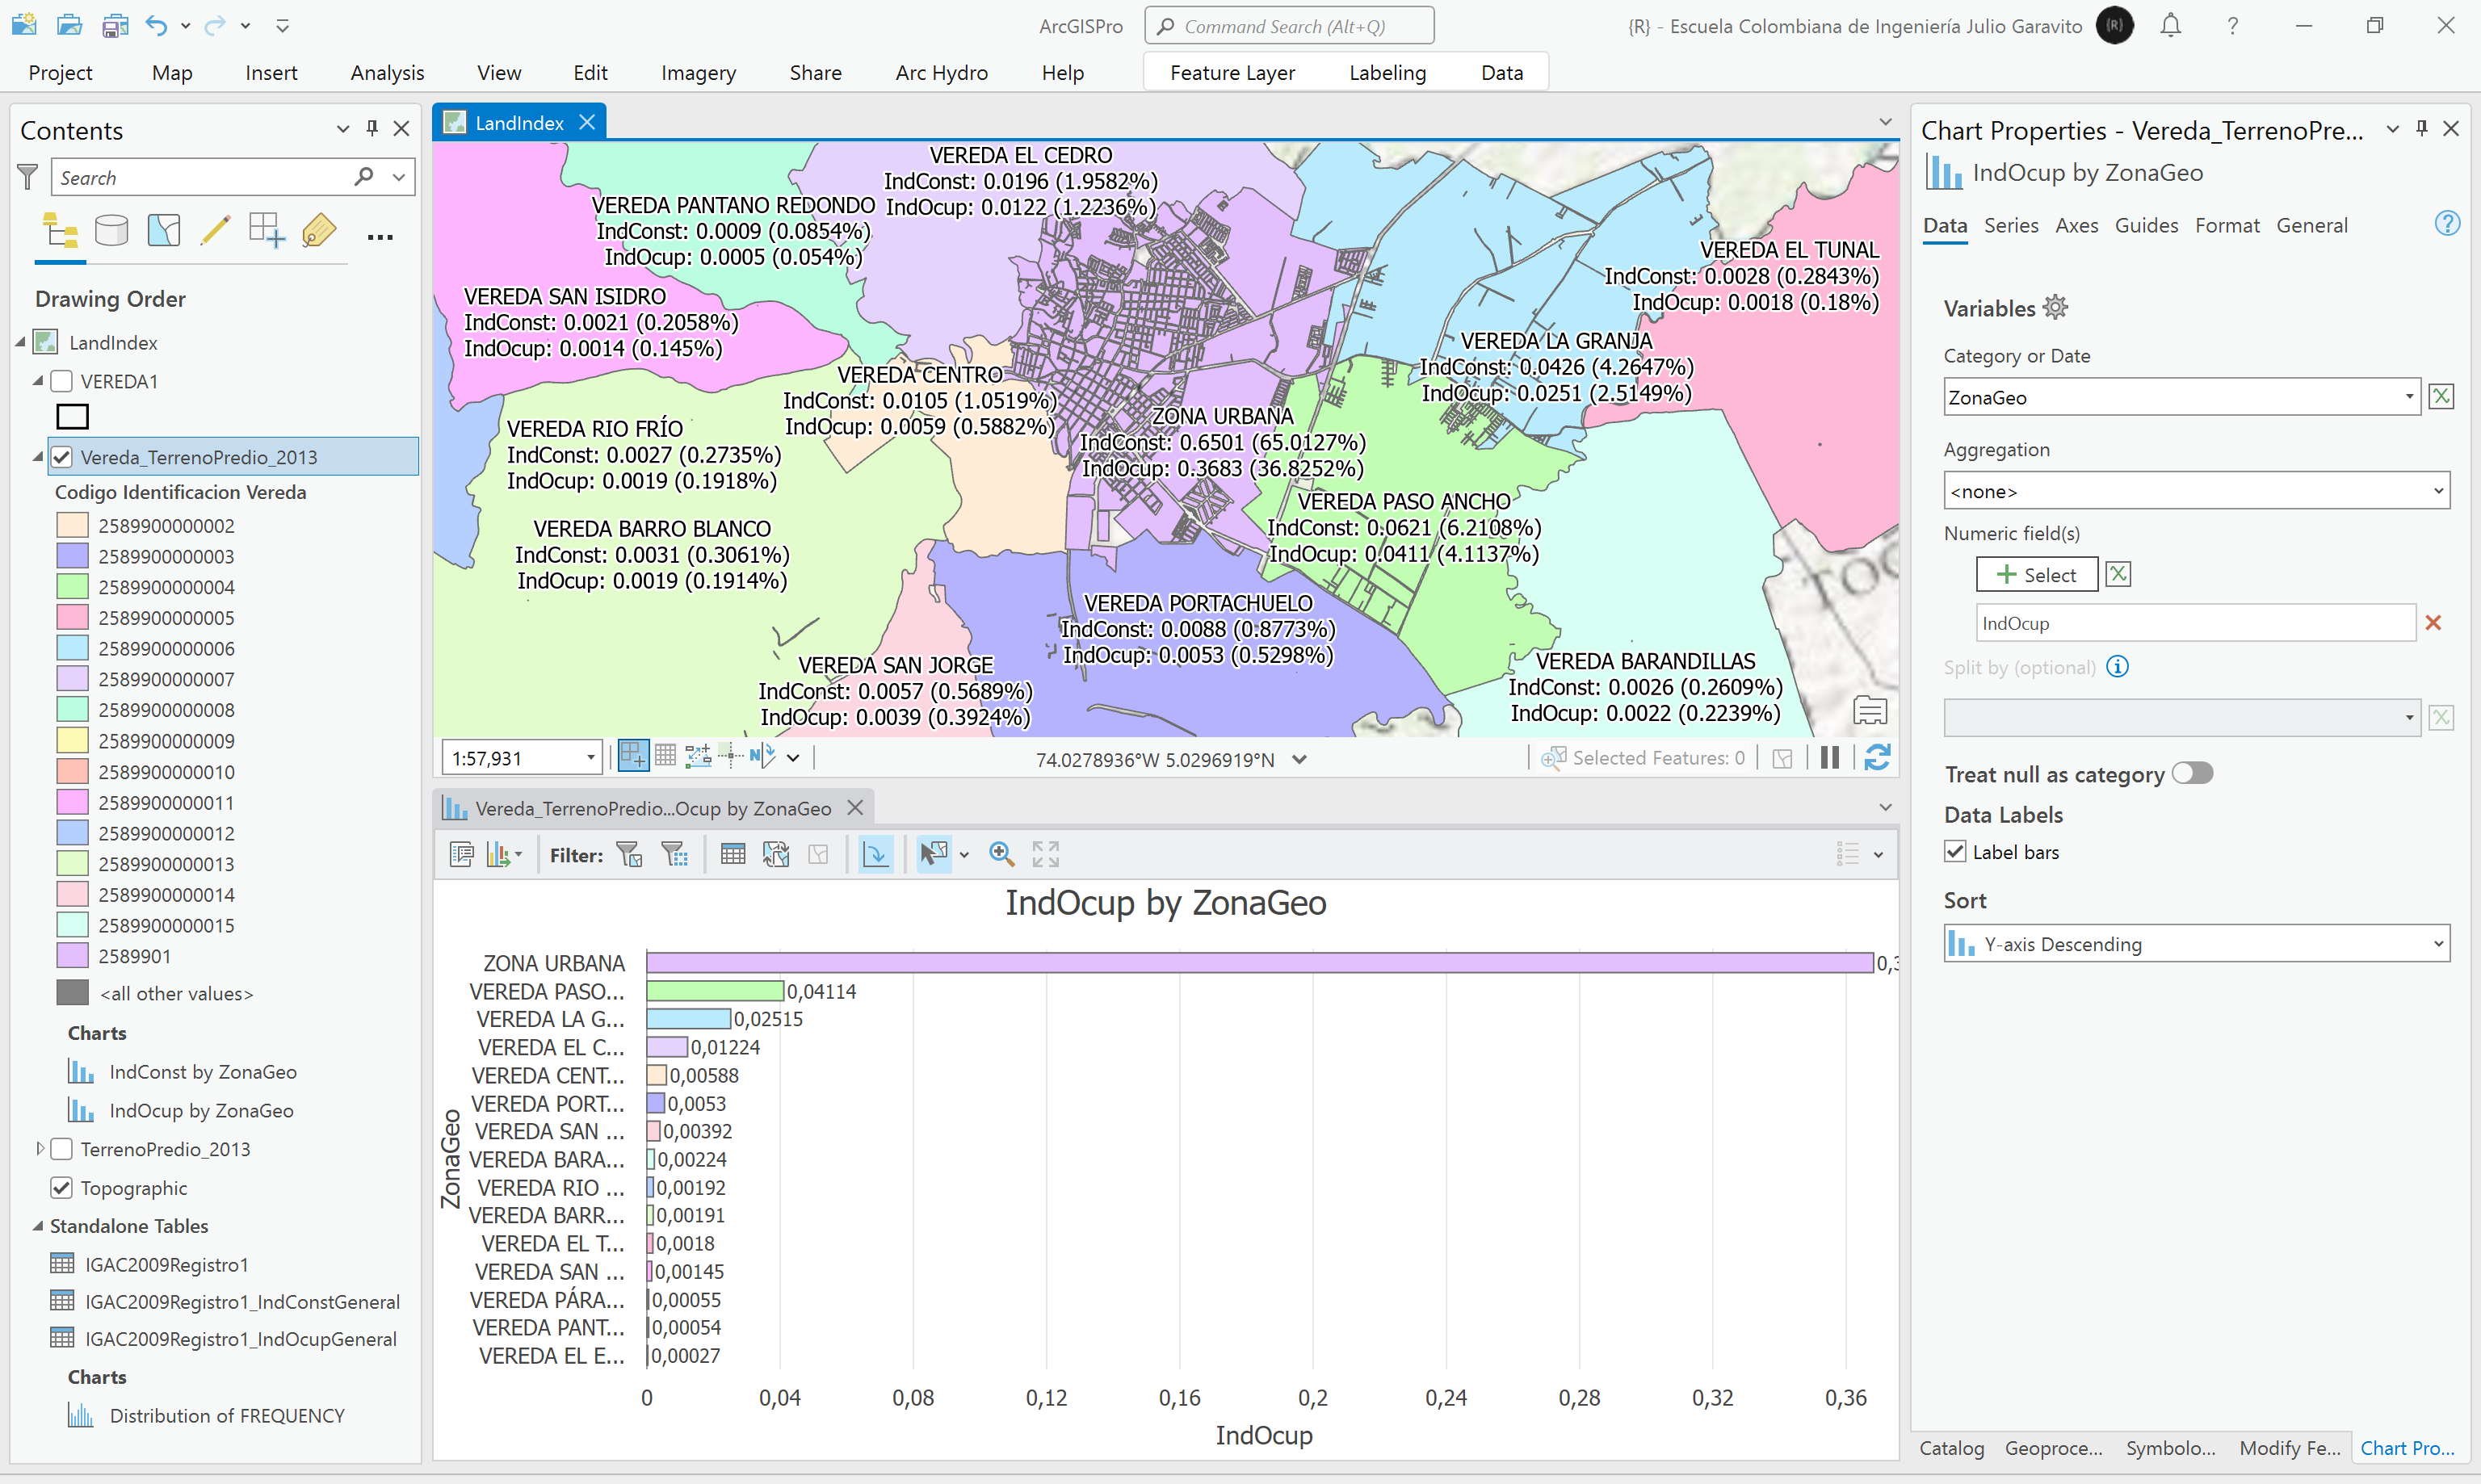 ArcGISPro
Command Search (Alt+Q)
{R} - Escuela Colombiana de Ingeniería Julio Garavito
{R}
?
Project Map Insert Analysis View Edit Imagery Share Arc Hydro Help Feature Layer Labeling Data
Contents
Search
Drawing Order
LandIndex
VEREDA1
Vereda_TerrenoPredio_2013
Codigo Identificacion Vereda
2589900000002
2589900000003
2589900000004
2589900000005
2589900000006
2589900000007
2589900000008
2589900000009
2589900000010
2589900000011
2589900000012
2589900000013
2589900000014
2589900000015
2589901
<all other values>
Charts
IndConst by ZonaGeo
IndOcup by ZonaGeo
TerrenoPredio_2013
Topographic
Standalone Tables
IGAC2009Registro1
IGAC2009Registro1_IndConstGeneral
IGAC2009Registro1_IndOcupGeneral
Charts
Distribution of FREQUENCY
LandIndex
VEREDA EL CEDRO
IndConst: 0.0196 (1.9582%)
IndOcup: 0.0122 (1.2236%)
VEREDA PANTANO REDONDO
IndConst: 0.0009 (0.0854%)
IndOcup: 0.0005 (0.054%)
VEREDA EL TUNAL
IndConst: 0.0028 (0.2843%)
IndOcup: 0.0018 (0.18%)
VEREDA SAN ISIDRO
IndConst: 0.0021 (0.2058%)
IndOcup: 0.0014 (0.145%)
VEREDA LA GRANJA
IndConst: 0.0426 (4.2647%)
IndOcup: 0.0251 (2.5149%)
VEREDA CENTRO
IndConst: 0.0105 (1.0519%)
IndOcup: 0.0059 (0.5882%)
ZONA URBANA
IndConst: 0.6501 (65.0127%)
IndOcup: 0.3683 (36.8252%)
VEREDA RIO FRÍO
IndConst: 0.0027 (0.2735%)
IndOcup: 0.0019 (0.1918%)
VEREDA PASO ANCHO
IndConst: 0.0621 (6.2108%)
IndOcup: 0.0411 (4.1137%)
VEREDA BARRO BLANCO
IndConst: 0.0031 (0.3061%)
IndOcup: 0.0019 (0.1914%)
VEREDA PORTACHUELO
IndConst: 0.0088 (0.8773%)
IndOcup: 0.0053 (0.5298%)
VEREDA SAN JORGE
IndConst: 0.0057 (0.5689%)
IndOcup: 0.0039 (0.3924%)
VEREDA BARANDILLAS
IndConst: 0.0026 (0.2609%)
IndOcup: 0.0022 (0.2239%)
1:57,931
N
74.0278936°W 5.0296919°N
Selected Features: 0
Vereda_TerrenoPredio...Ocup by ZonaGeo
Filter:
IndOcup by ZonaGeo
ZonaGeo
ZONA URBANA 0,3
VEREDA PASO... 0,04114
VEREDA LA G... 0,02515
VEREDA EL C... 0,01224
VEREDA CENT... 0,00588
VEREDA PORT... 0,0053
VEREDA SAN ... 0,00392
VEREDA BARA... 0,00224
VEREDA RIO ... 0,00192
VEREDA BARR... 0,00191
VEREDA EL T... 0,0018
VEREDA SAN ... 0,00145
VEREDA PÁRA... 0,00055
VEREDA PANT... 0,00054
VEREDA EL E... 0,00027
0 0,04 0,08 0,12 0,16 0,2 0,24 0,28 0,32 0,36
IndOcup
Chart Properties - Vereda_TerrenoPre...
IndOcup by ZonaGeo
Data Series Axes Guides Format General
?
Variables
Category or Date
ZonaGeo
Aggregation
<none>
Numeric field(s)
Select
IndOcup
Split by (optional)
Treat null as category
Data Labels
Label bars
Sort
Y-axis Descending
Catalog Geoproce... Symbolo... Modify Fe... Chart Pro...